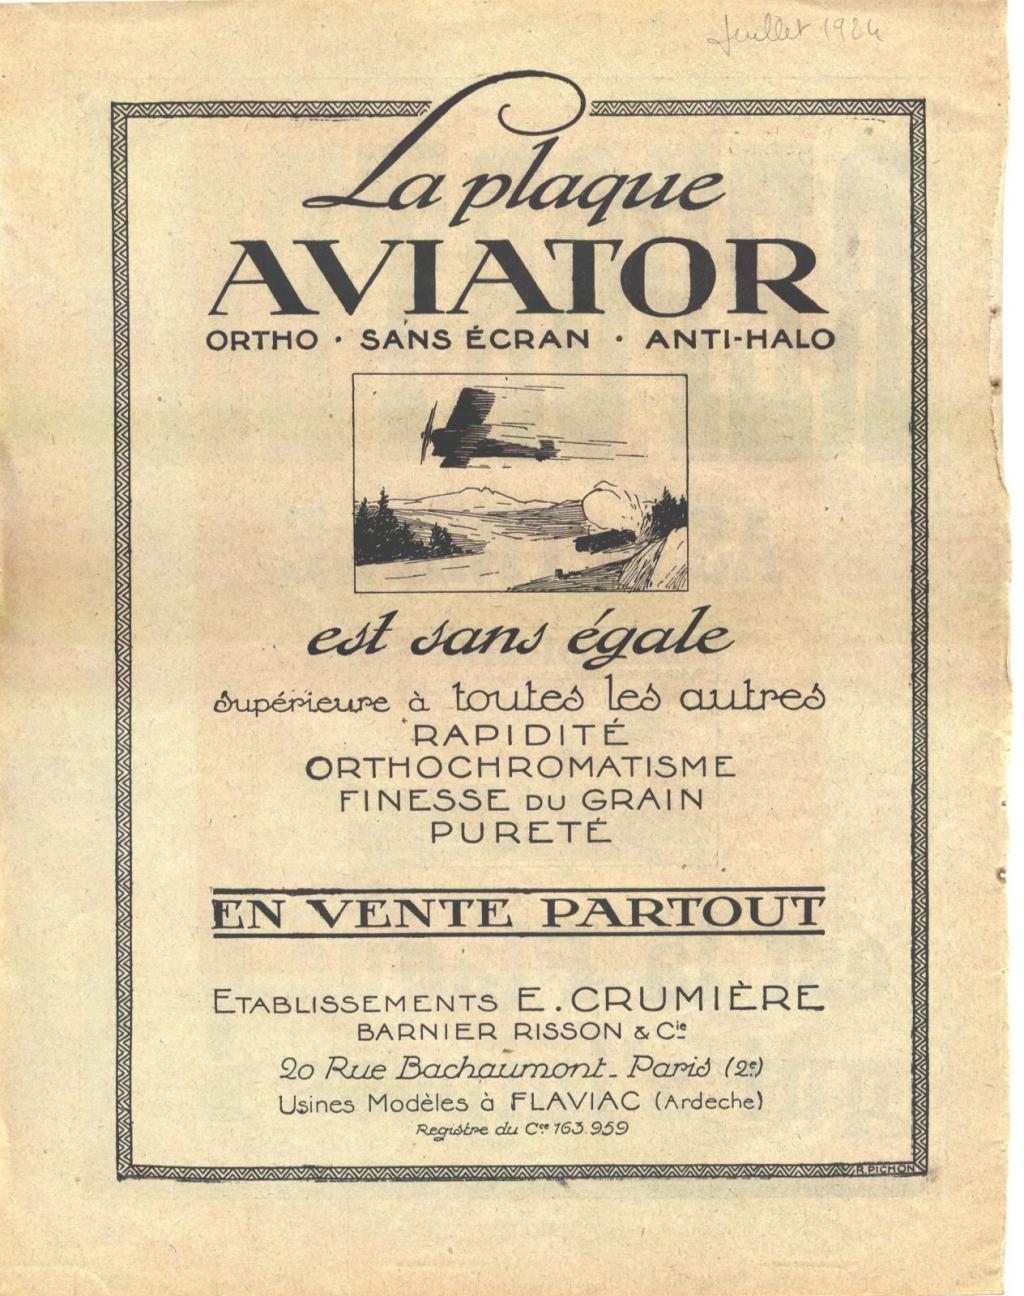 Juillet 1924
La plaque
AVIATOR
ORTHO · SANS ÉCRAN · ANTI-HALO
est sans égale
supérieure à toutes les autres
RAPIDITÉ
ORTHOCHROMATISME
FINESSE DU GRAIN
PURETÉ
EN VENTE PARTOUT
ETABLISSEMENTS E. CRUMIÈRE
BARNIER RISSON & Cie
20 Rue Bachaumont - Paris (2e)
Usines Modèles à FLAVIAC (Ardeche)
Registre du Cce 163.959
R. PICHON